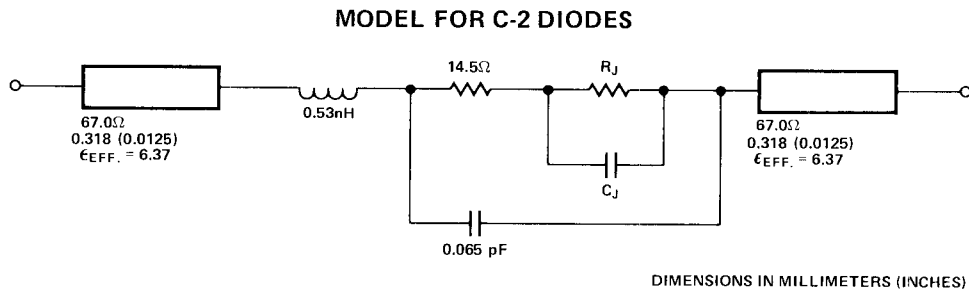 MODEL FOR C-2 DIODES
14.5Ω
RJ
0.53nH
67.0Ω
0.318 (0.0125)
ϵEFF. = 6.37
67.0Ω
0.318 (0.0125)
ϵEFF. = 6.37
CJ
0.065 pF
DIMENSIONS IN MILLIMETERS (INCHES)